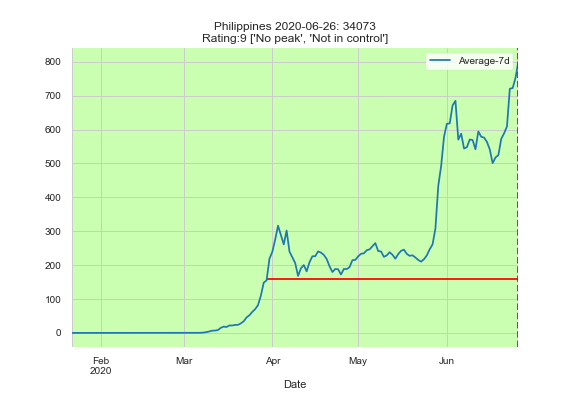 Philippines 2020-06-26: 34073
Rating:9 ['No peak', 'Not in control']
Average-7d
800
700
600
500
400
300
200
100
0
Feb
2020
Mar
Apr
May
Jun
Date